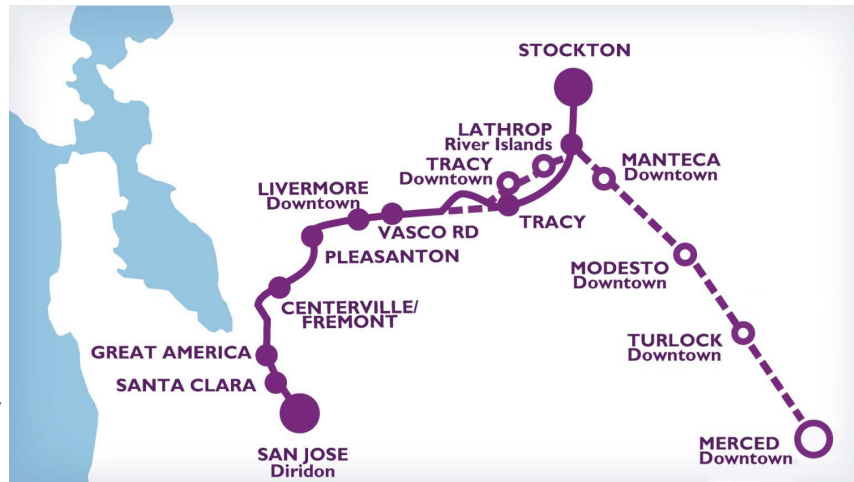 STOCKTON
LATHROP
River Islands
TRACY
Downtown
MANTECA
Downtown
LIVERMORE
Downtown
VASCO RD
TRACY
PLEASANTON
MODESTO
Downtown
CENTERVILLE/
FREMONT
TURLOCK
Downtown
GREAT AMERICA
SANTA CLARA
MERCED
Downtown
SAN JOSE
Diridon